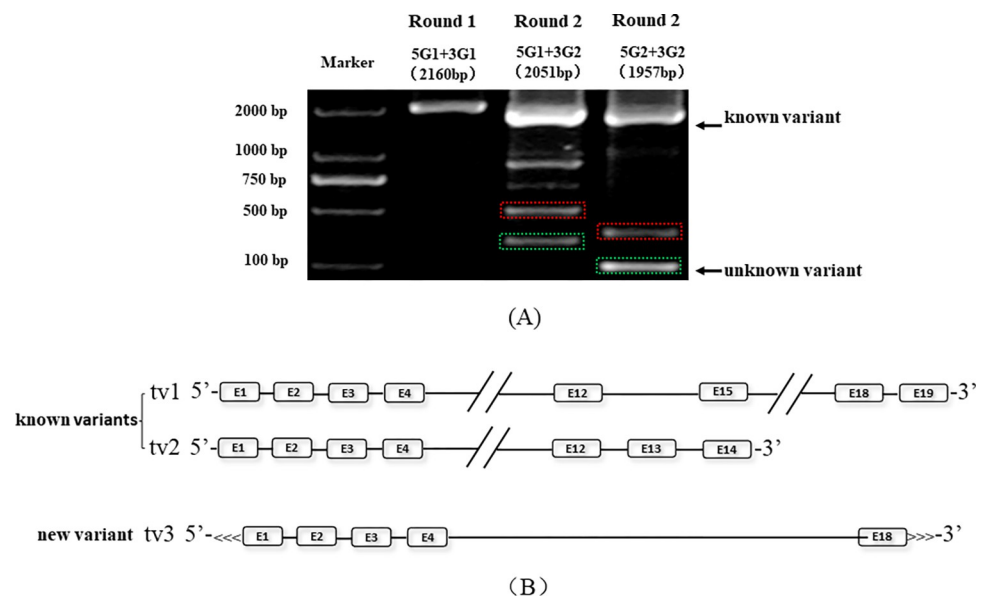 Round 1 Round 2 Round 2
Marker 5G1+3G1 5G1+3G2 5G2+3G2
(2160bp) (2051bp) (1957bp)
2000 bp
known variant
1000 bp
750 bp
500 bp
100 bp
unknown variant
(A)
tv1 5’- E1 E2 E3 E4 E12 E15 E18 E19 -3’
known variants
tv2 5’- E1 E2 E3 E4 E12 E13 E14 -3’
new variant tv3 5’-<<< E1 E2 E3 E4 E18 >>>-3’
(B)